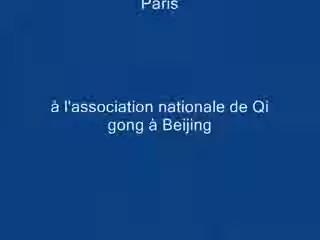 Paris
à l'association nationale de Qi
gong à Beijing